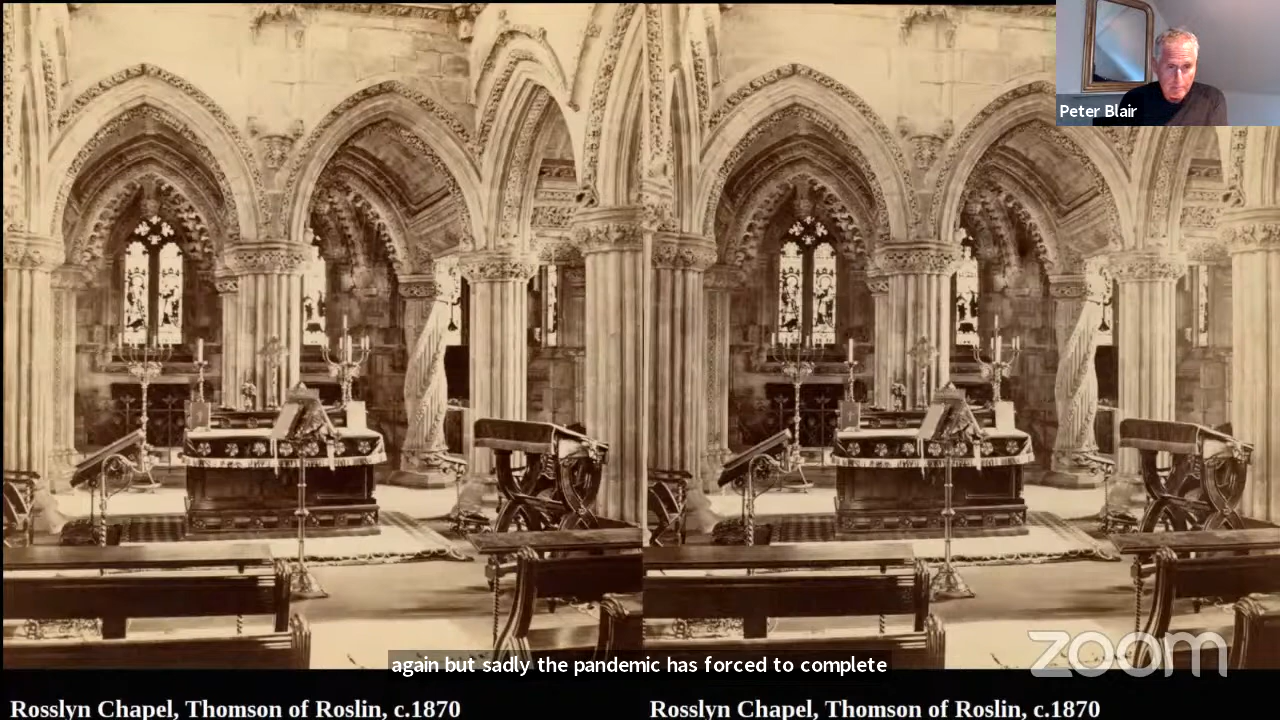 Peter Blair
zoom
again but sadly the pandemic has forced to complete
Rosslyn Chapel, Thomson of Roslin, c.1870
Rosslyn Chapel, Thomson of Roslin, c.1870